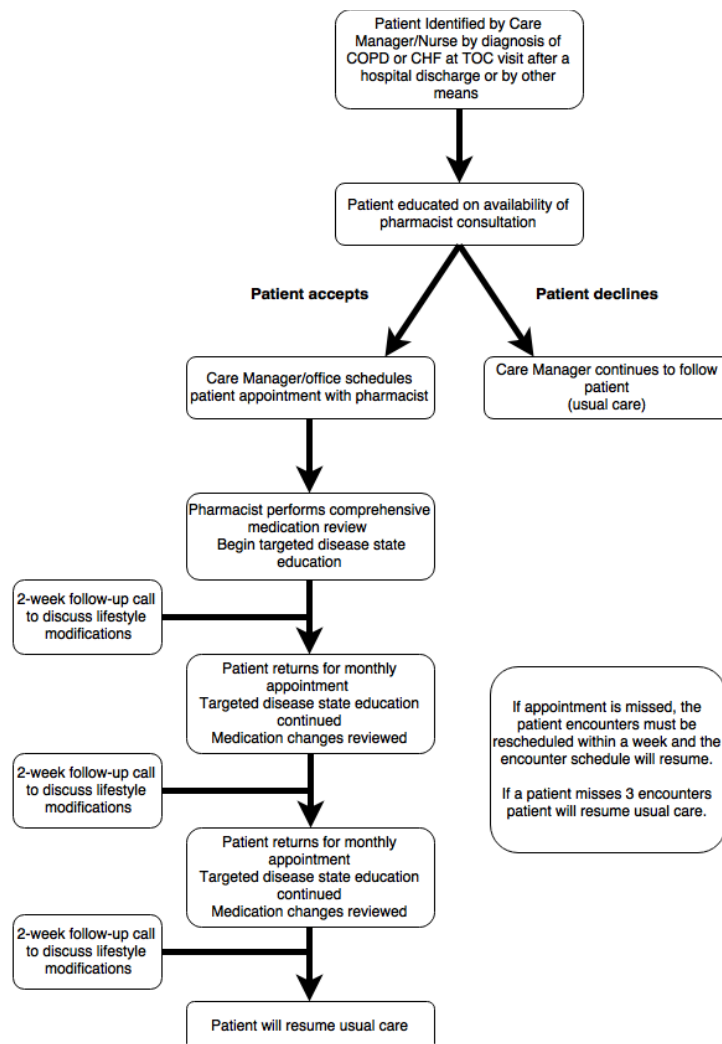 Patient Identified by Care
Manager/Nurse by diagnosis of
COPD or CHF at TOC visit after a
hospital discharge or by other
means
Patient educated on availability of
pharmacist consultation
Patient accepts
Patient declines
Care Manager/office schedules
patient appointment with pharmacist
Care Manager continues to follow
patient
(usual care)
Pharmacist performs comprehensive
medication review
Begin targeted disease state
education
2-week follow-up call
to discuss lifestyle
modifications
Patient returns for monthly
appointment
Targeted disease state education
continued
Medication changes reviewed
If appointment is missed, the
patient encounters must be
rescheduled within a week and the
encounter schedule will resume.
If a patient misses 3 encounters
patient will resume usual care.
2-week follow-up call
to discuss lifestyle
modifications
Patient returns for monthly
appointment
Targeted disease state education
continued
Medication changes reviewed
2-week follow-up call
to discuss lifestyle
modifications
Patient will resume usual care